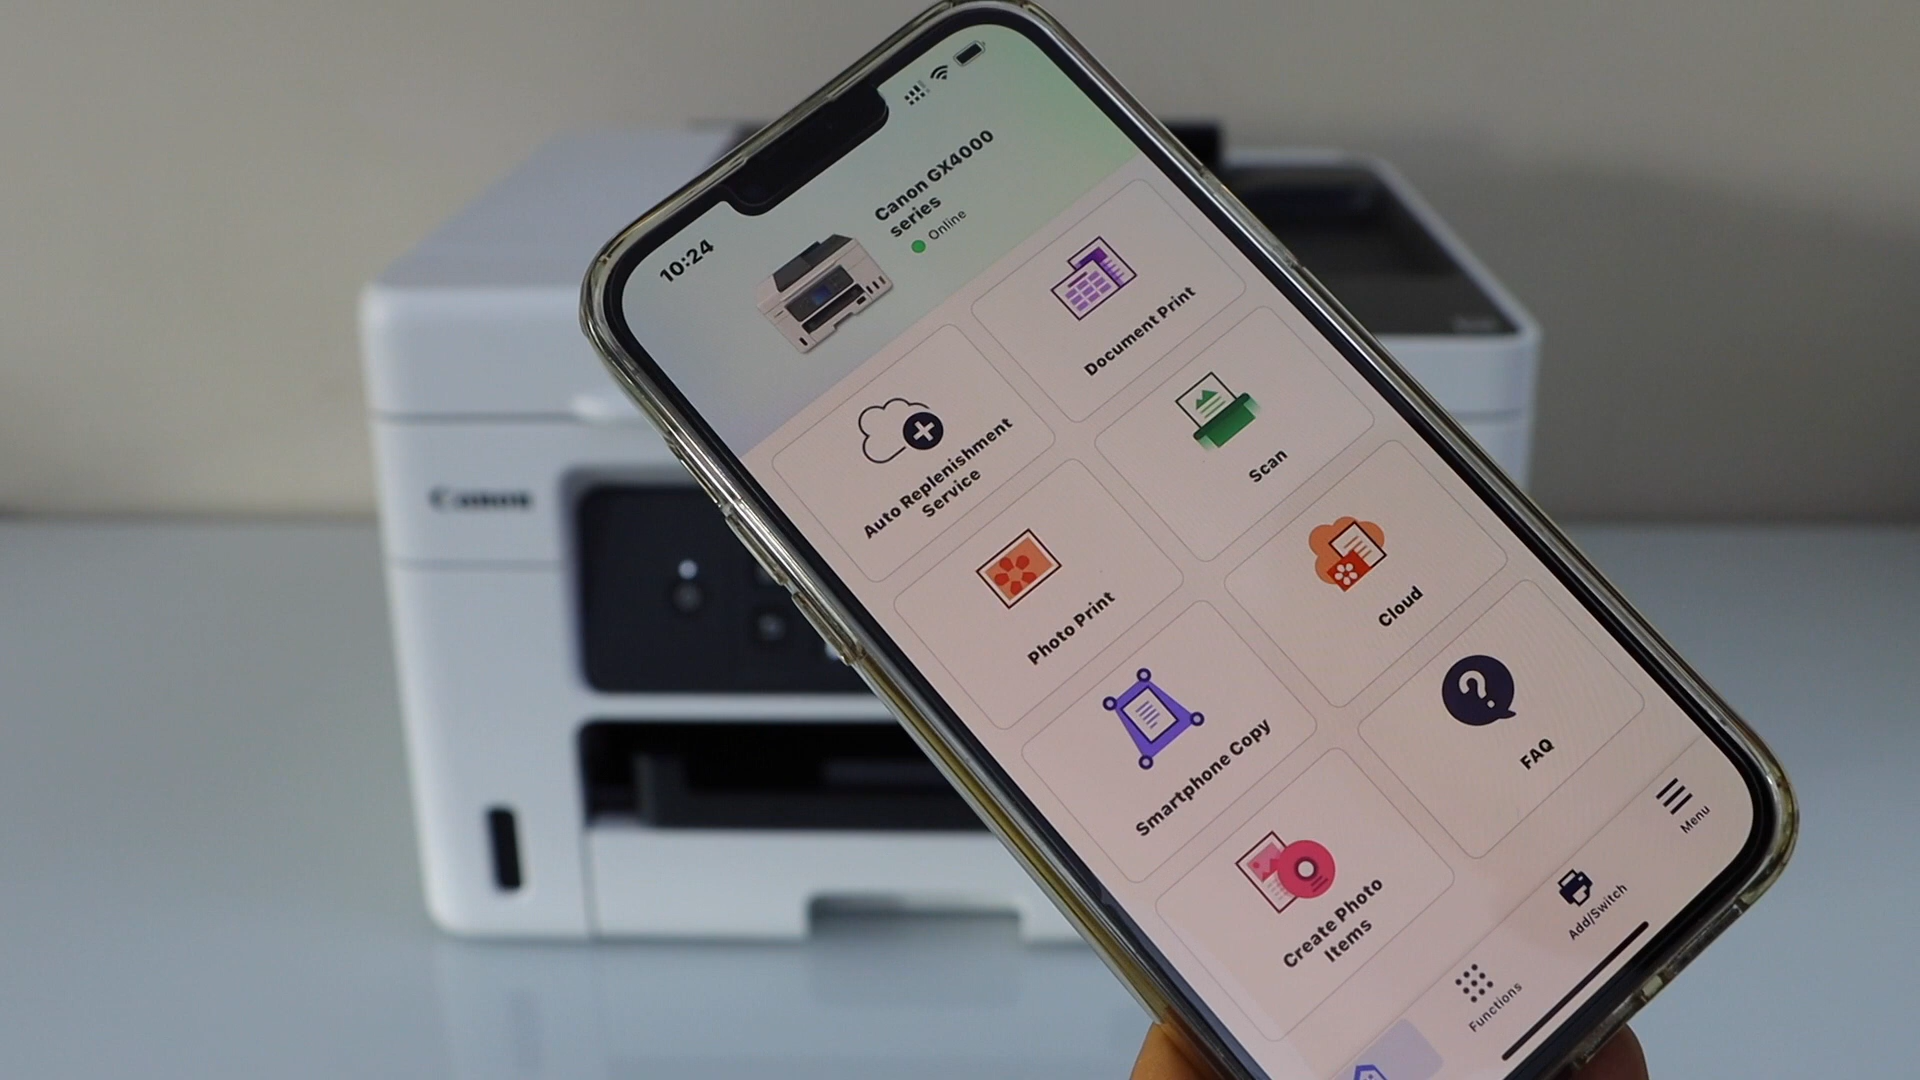 10:24
Canon GX4000
series
Online
Auto Replenishment
Service
Document Print
Photo Print
Scan
Smartphone Copy
Cloud
Create Photo
Items
FAQ
Functions
Add/Switch
Menu
Canon